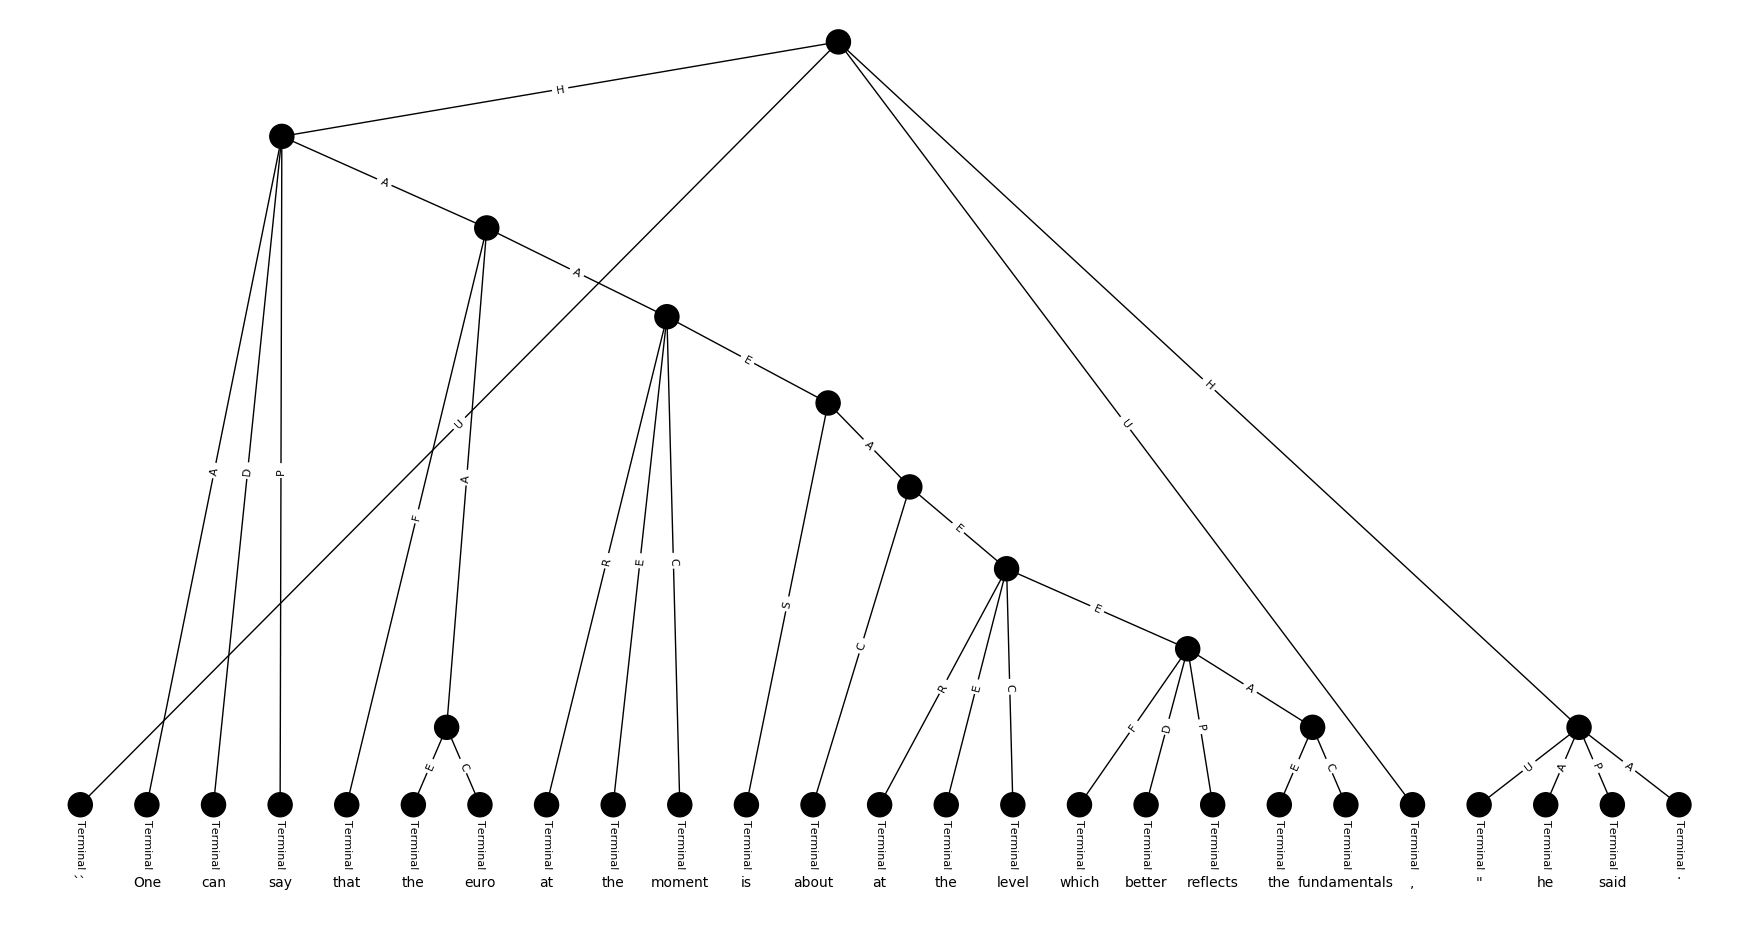 H
A
A
E
A
U
H
U
A
D
P
A
F
E
R
E
C
S
C
E
R
E
C
F
D
P
A
E
C
E
C
U
A
P
A
Terminal Terminal Terminal Terminal Terminal Terminal Terminal Terminal Terminal Terminal Terminal Terminal Terminal Terminal Terminal Terminal Terminal Terminal Terminal Terminal Terminal Terminal Terminal Terminal Terminal
`` One can say that the euro at the moment is about at the level which better reflects the fundamentals , " he said .